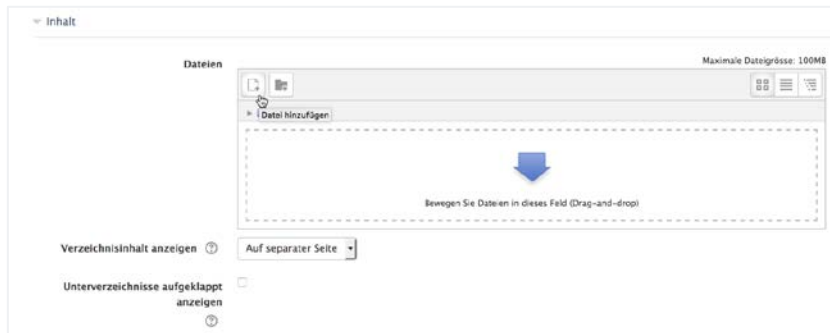 Inhalt
Dateien
Maximale Dateigrösse: 100MB
Datei hinzufügen
Bewegen Sie Dateien in dieses Feld (Drag-and-drop)
Verzeichnisinhalt anzeigen
Auf separater Seite
Unterverzeichnisse aufgeklappt
anzeigen